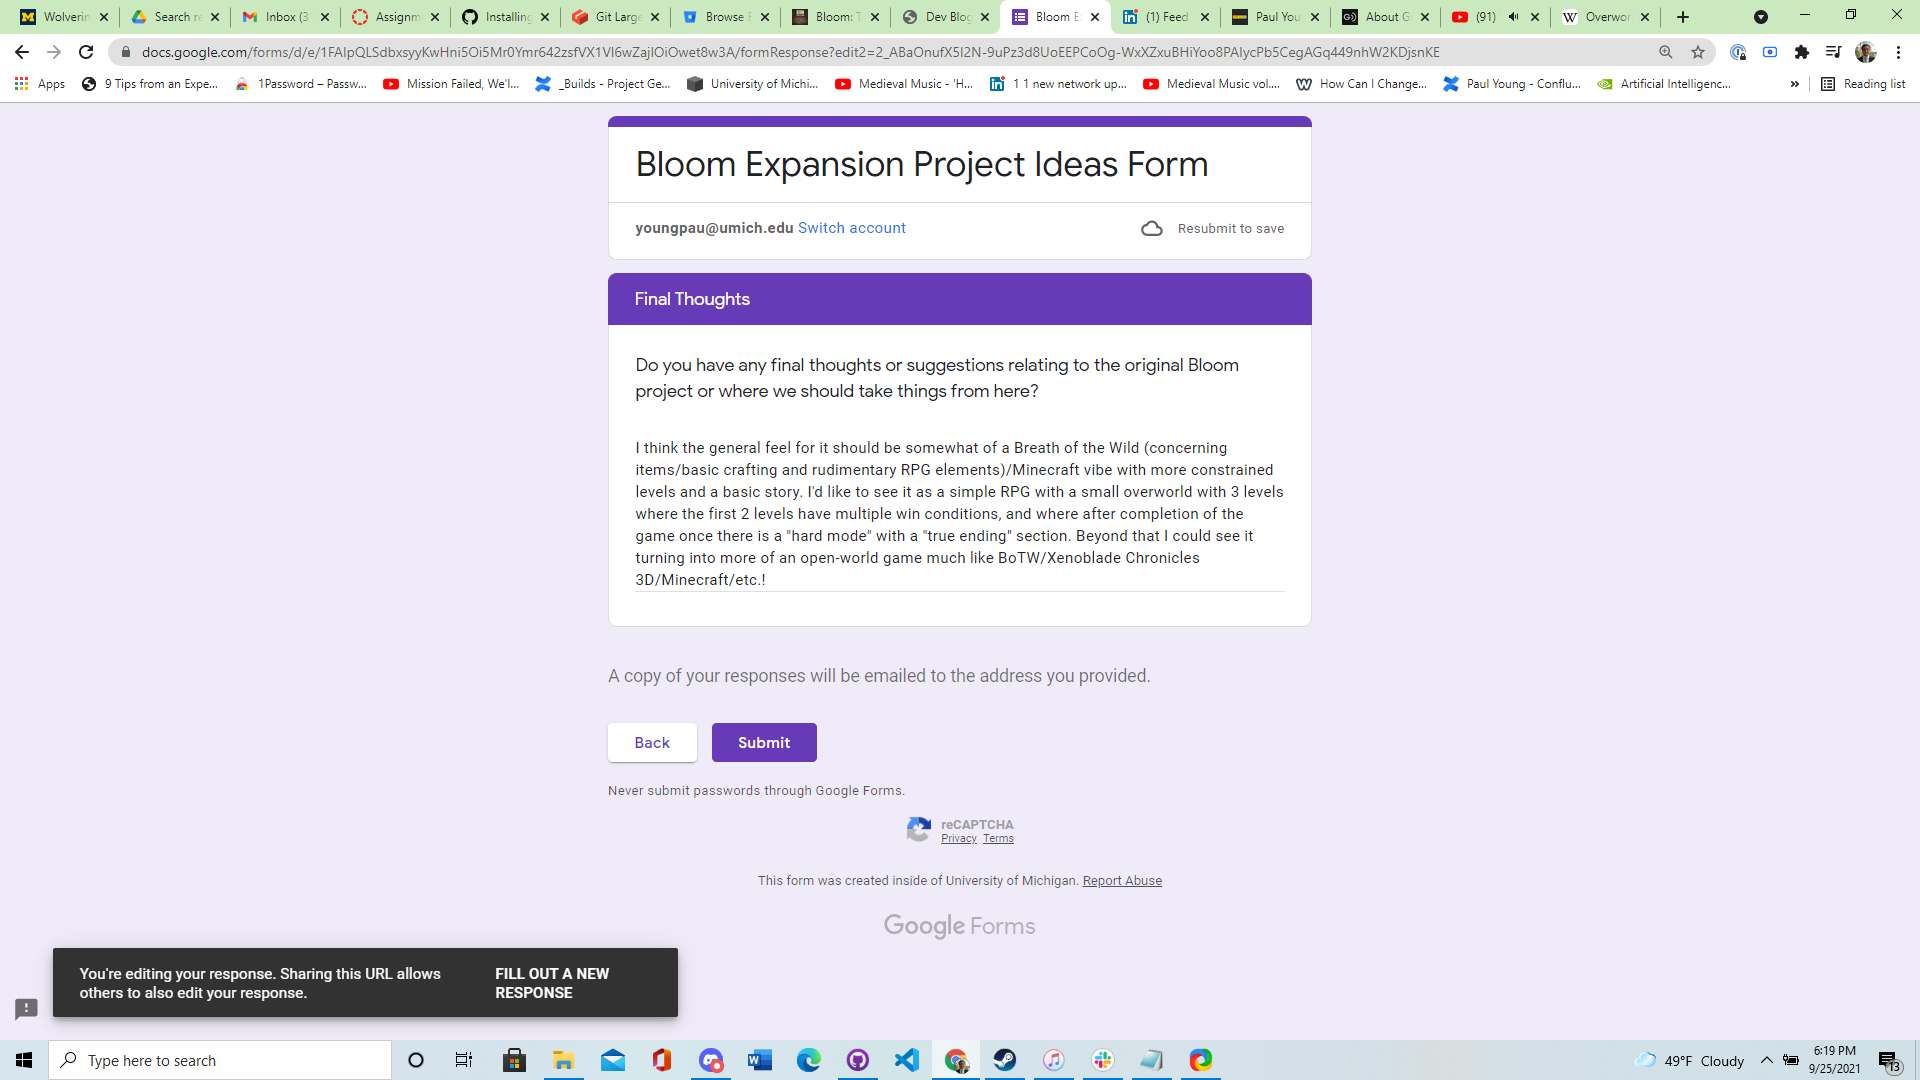 Wolverin
Search re
Inbox (3
Assignm
Installing
Git Large
Browse F
Bloom: T
Dev Blog
Bloom Ex
(1) Feed
Paul You
About G
(91)
Overwor
docs.google.com/forms/d/e/1FAIpQLSdbxsyyKwHni5Oi5Mr0Ymr642zsfVX1Vl6wZajlOiOwet8w3A/formResponse?edit2=2_ABaOnufX5I2N-9uPz3d8UoEEPCoOg-WxXZxuBHiYoo8PAIycPb5CegAGq449nhW2KDjsnKE
Apps
9 Tips from an Expe...
1Password – Passw...
Mission Failed, We'l...
_Builds - Project Ge...
University of Michi...
Medieval Music - 'H...
1 1 new network up...
Medieval Music vol....
How Can I Change...
Paul Young - Conflu...
Artificial Intelligenc...
Reading list
Bloom Expansion Project Ideas Form
youngpau@umich.edu Switch account
Resubmit to save
Final Thoughts
Do you have any final thoughts or suggestions relating to the original Bloom
project or where we should take things from here?
I think the general feel for it should be somewhat of a Breath of the Wild (concerning
items/basic crafting and rudimentary RPG elements)/Minecraft vibe with more constrained
levels and a basic story. I'd like to see it as a simple RPG with a small overworld with 3 levels
where the first 2 levels have multiple win conditions, and where after completion of the
game once there is a "hard mode" with a "true ending" section. Beyond that I could see it
turning into more of an open-world game much like BoTW/Xenoblade Chronicles
3D/Minecraft/etc.!
A copy of your responses will be emailed to the address you provided.
Back
Submit
Never submit passwords through Google Forms.
reCAPTCHA
Privacy Terms
This form was created inside of University of Michigan. Report Abuse
Google Forms
You're editing your response. Sharing this URL allows
others to also edit your response.
FILL OUT A NEW
RESPONSE
Type here to search
49°F Cloudy
6:19 PM
9/25/2021
13